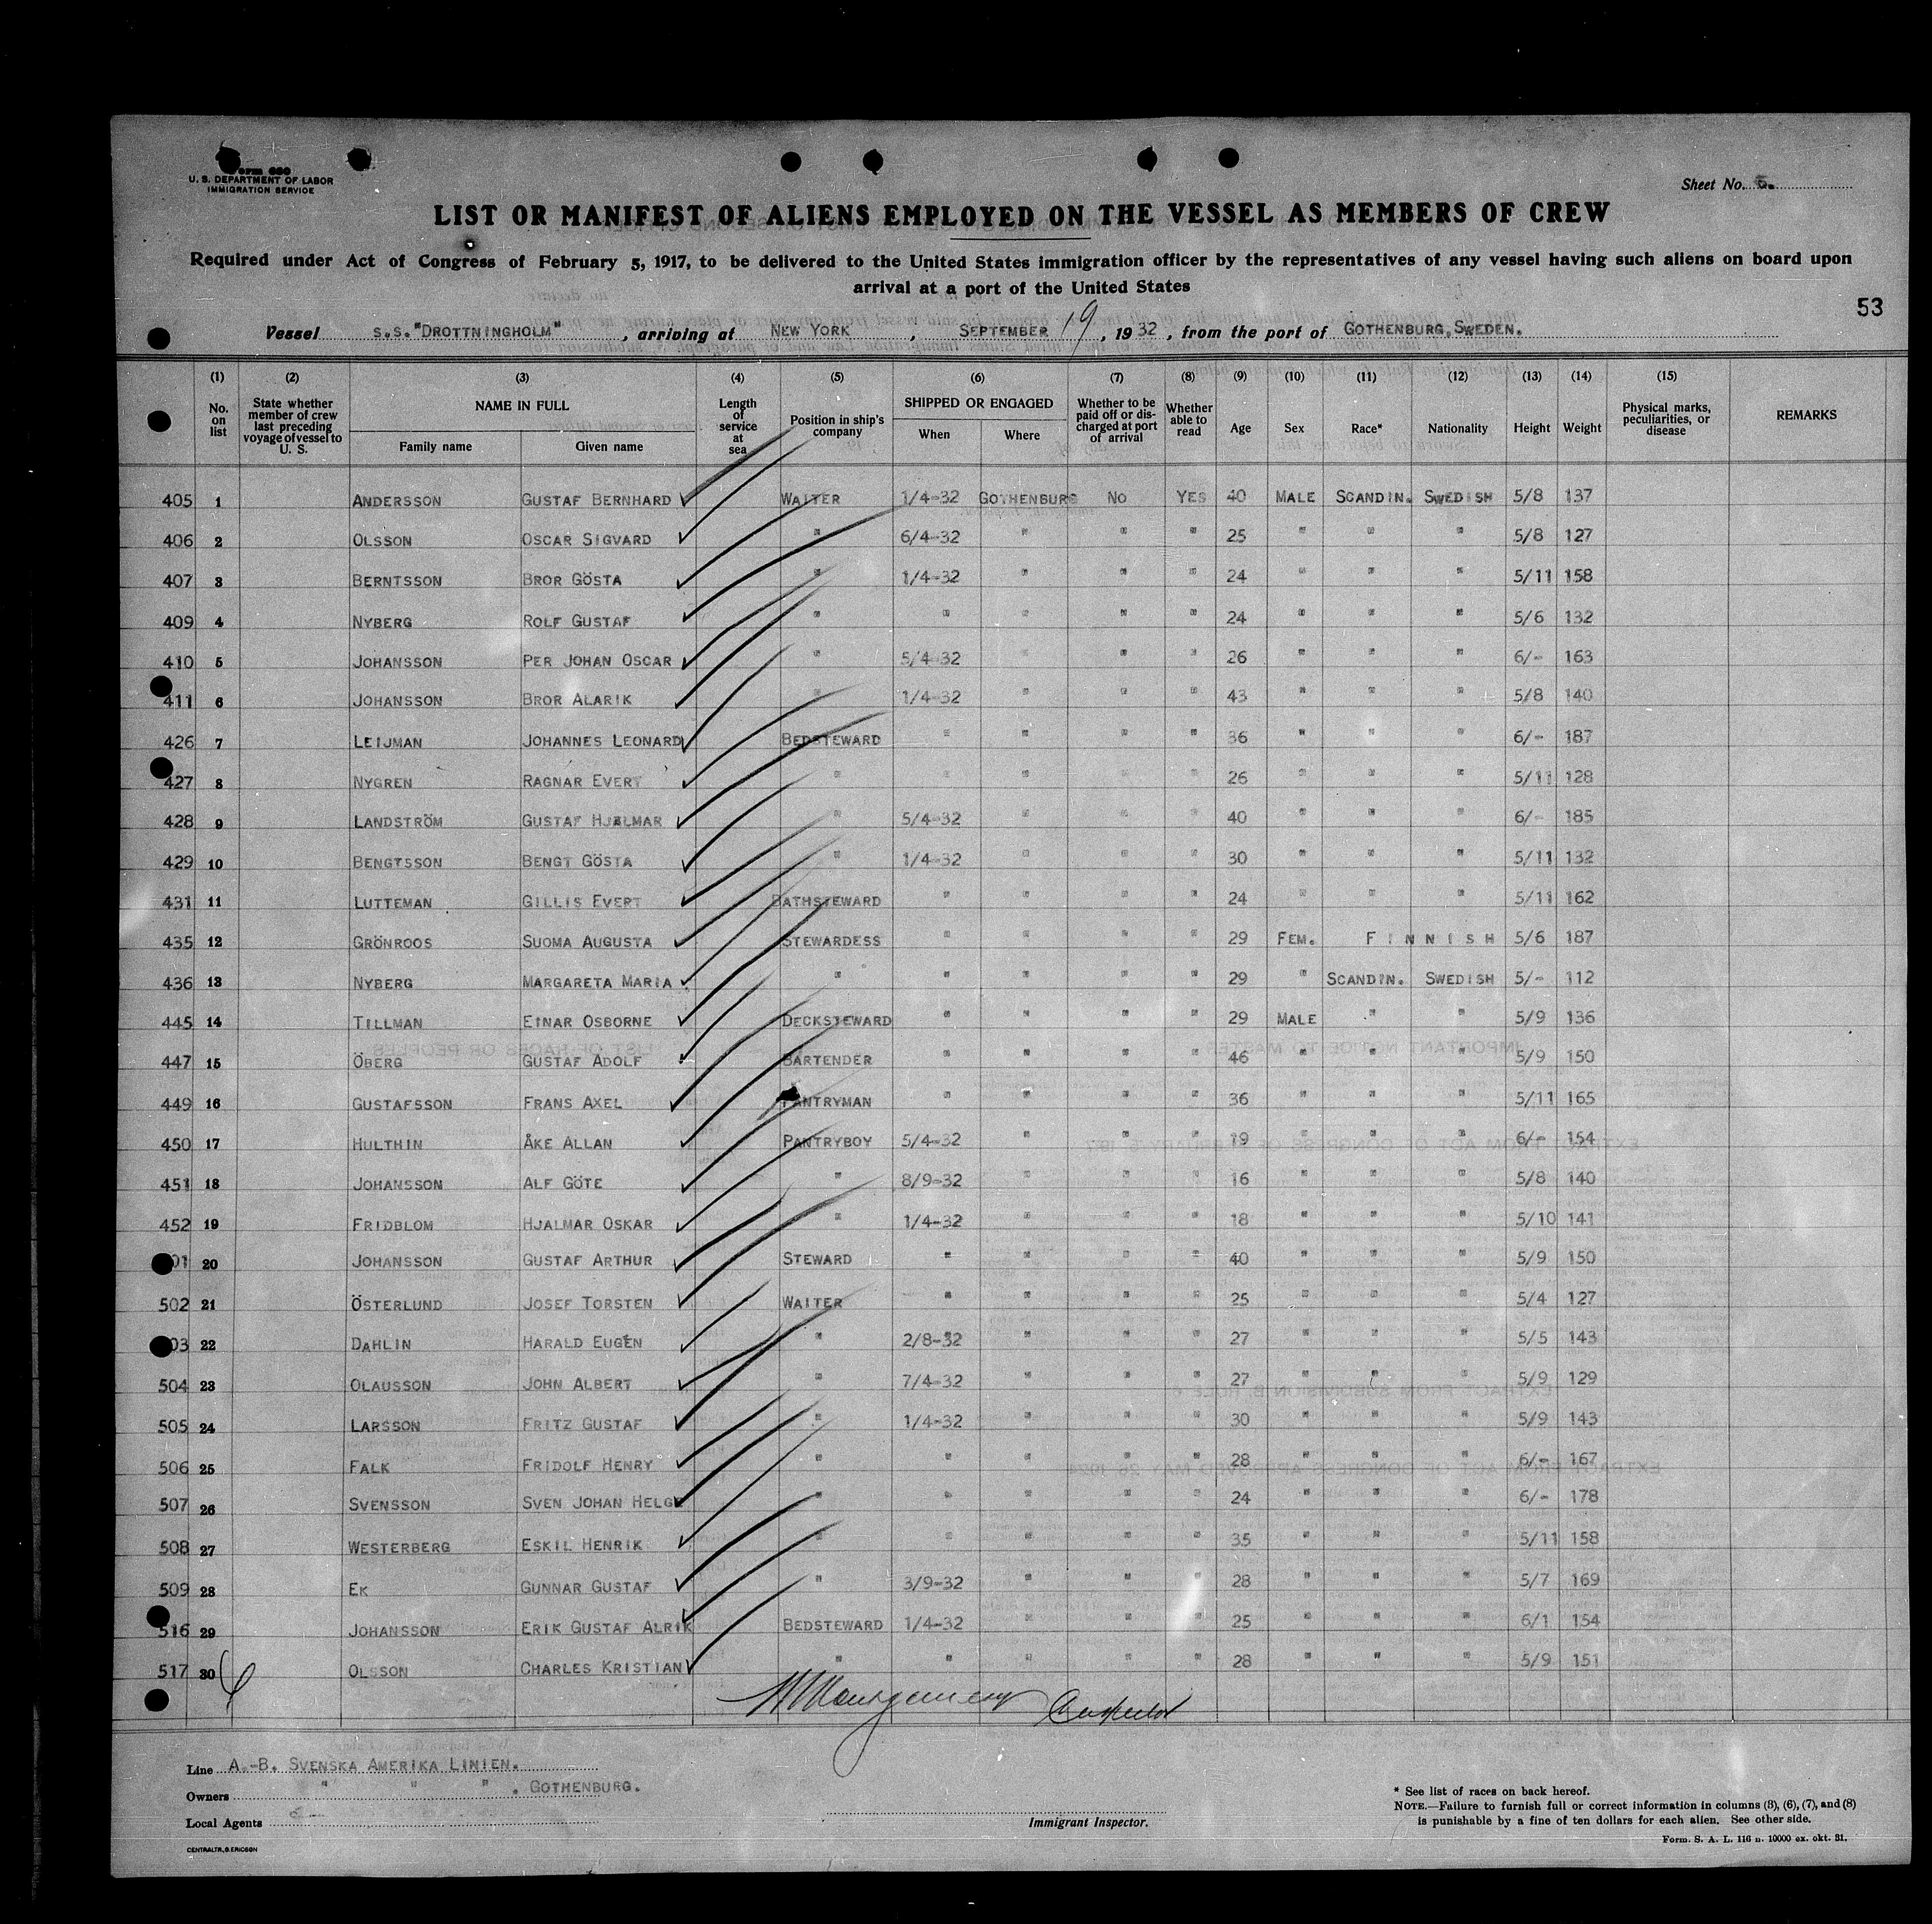 Form 680
U. S. DEPARTMENT OF LABOR
IMMIGRATION SERVICE
Sheet No.
LIST OR MANIFEST OF ALIENS EMPLOYED ON THE VESSEL AS MEMBERS OF CREW
Required under Act of Congress of February 5, 1917, to be delivered to the United States immigration officer by the representatives of any vessel having such aliens on board upon
arrival at a port of the United States
53
Vessel S.S. "DROTTNINGHOLM" , arriving at NEW YORK , SEPTEMBER 19 , 1932 , from the port of GOTHENBURG, SWEDEN.
(1) (2) (3) (4) (5) (6) (7) (8) (9) (10) (11) (12) (13) (14) (15)
No. on list
State whether member of crew last preceding voyage of vessel to U. S.
NAME IN FULL
Family name
Given name
Length of service at sea
Position in ship's company
SHIPPED OR ENGAGED
When
Where
Whether to be paid off or discharged at port of arrival
Whether able to read
Age
Sex
Race*
Nationality
Height
Weight
Physical marks, peculiarities, or disease
REMARKS
405 1 ANDERSSON GUSTAF BERNHARD WAITER 1/4-32 GOTHENBURG NO YES 40 MALE SCANDIN. SWEDISH 5/8 137
406 2 OLSSON OSCAR SIGVARD " 6/4-32 " " " 25 " " " 5/8 127
407 3 BERNTSSON BROR GÖSTA " 1/4-32 " " " 24 " " " 5/11 158
409 4 NYBERG ROLF GUSTAF " " " " " 24 " " " 5/6 132
410 5 JOHANSSON PER JOHAN OSCAR " 5/4-32 " " " 26 " " " 6/- 163
411 6 JOHANSSON BROR ALARIK " 1/4-32 " " " 43 " " " 5/8 140
426 7 LEIJMAN JOHANNES LEONARD BEDSTEWARD " " " " 36 " " " 6/- 187
427 8 NYGREN RAGNAR EVERT " " " " " 26 " " " 5/11 128
428 9 LANDSTRÖM GUSTAF HJALMAR " 5/4-32 " " " 40 " " " 6/- 185
429 10 BENGTSSON BENGT GÖSTA " 1/4-32 " " " 30 " " " 5/11 132
431 11 LUTTEMAN GILLIS EVERT BATHSTEWARD " " " " 24 " " " 5/11 162
435 12 GRÖNROOS SUOMA AUGUSTA STEWARDESS " " " " 29 FEM. FINNISH 5/6 187
436 13 NYBERG MARGARETA MARIA " " " " " 29 " SCANDIN. SWEDISH 5/- 112
445 14 TILLMAN EINAR OSBORNE DECKSTEWARD " " " " 29 MALE " " 5/9 136
447 15 ÖBERG GUSTAF ADOLF BARTENDER " " " " 46 " " " 5/9 150
449 16 GUSTAFSSON FRANS AXEL PANTRYMAN " " " " 36 " " " 5/11 165
450 17 HULTHIN ÅKE ALLAN PANTRYBOY 5/4-32 " " " 19 " " " 6/- 154
451 18 JOHANSSON ALF GÖTE " 8/9-32 " " " 16 " " " 5/8 140
452 19 FRIDBLOM HJALMAR OSKAR " 1/4-32 " " " 18 " " " 5/10 141
01 20 JOHANSSON GUSTAF ARTHUR STEWARD " " " " 40 " " " 5/9 150
502 21 ÖSTERLUND JOSEF TORSTEN WAITER " " " " 25 " " " 5/4 127
03 22 DAHLIN HARALD EUGEN " 2/8-32 " " " 27 " " " 5/5 143
504 23 OLAUSSON JOHN ALBERT " 7/4-32 " " " 27 " " " 5/9 129
505 24 LARSSON FRITZ GUSTAF " 1/4-32 " " " 30 " " " 5/9 143
506 25 FALK FRIDOLF HENRY " " " " " 28 " " " 6/- 167
507 26 SVENSSON SVEN JOHAN HELGE " " " " " 24 " " " 6/- 178
508 27 WESTERBERG ESKIL HENRIK " " " " " 35 " " " 5/11 158
509 28 EK GUNNAR GUSTAF " 3/9-32 " " " 28 " " " 5/7 169
516 29 JOHANSSON ERIK GUSTAF ALRIK BEDSTEWARD 1/4-32 " " " 25 " " " 6/1 154
517 30 OLSSON CHARLES KRISTIAN " " " " " 28 " " " 5/9 151
Montgomery Inspector
Line A.-B. SVENSKA AMERIKA LINIEN.
Owners " " " . GOTHENBURG.
Local Agents
Immigrant Inspector.
* See list of races on back hereof.
NOTE.—Failure to furnish full or correct information in columns (3), (6), (7), and (8)
is punishable by a fine of ten dollars for each alien. See other side.
Form. S. A. L. 116 n. 10000 ex. okt. 31.
CENTRALTR., G. ERICSON